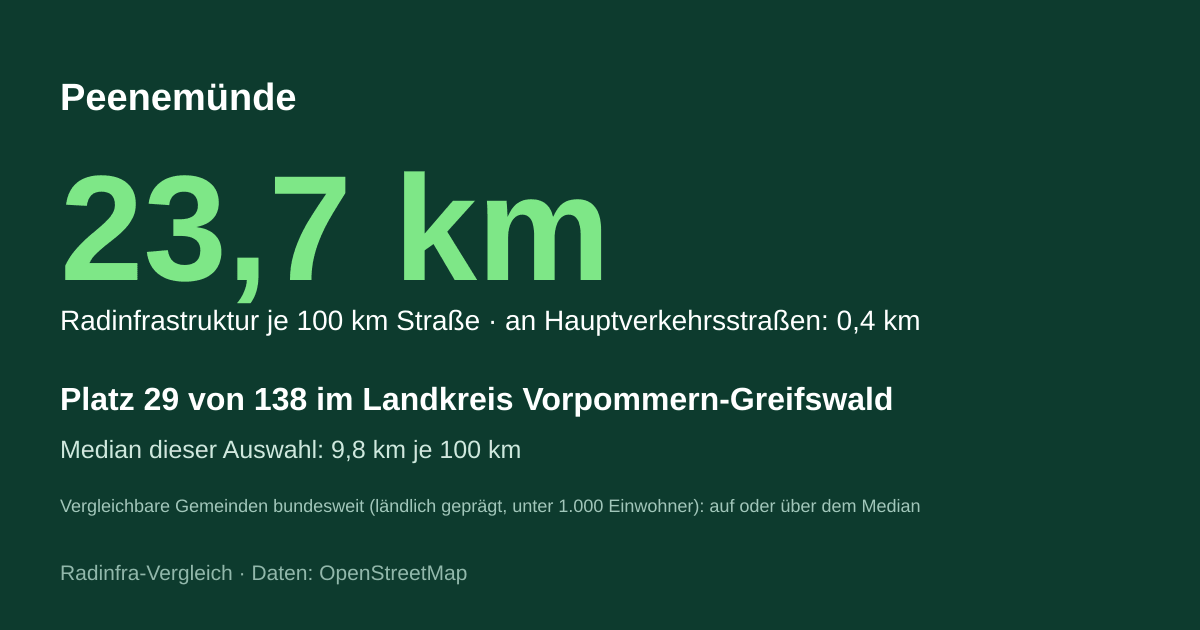 Peenemünde
23,7 km
Radinfrastruktur je 100 km Straße · an Hauptverkehrsstraßen: 0,4 km
Platz 29 von 138 im Landkreis Vorpommern-Greifswald
Median dieser Auswahl: 9,8 km je 100 km
Vergleichbare Gemeinden bundesweit (ländlich geprägt, unter 1.000 Einwohner): auf oder über dem Median
Radinfra-Vergleich · Daten: OpenStreetMap